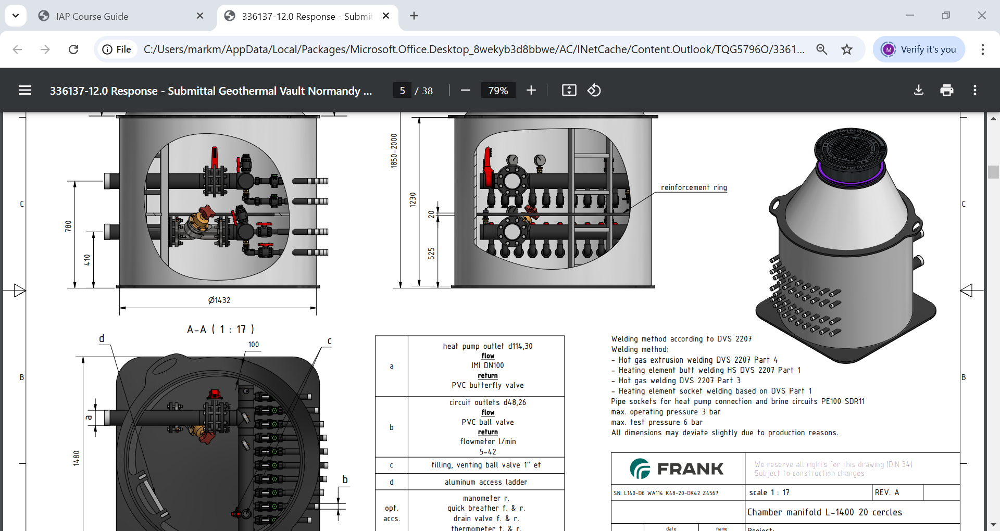 IAP Course Guide
336137-12.0 Response - Submit
File
C:/Users/markm/AppData/Local/Packages/Microsoft.Office.Desktop_8wekyb3d8bbwe/AC/INetCache/Content.Outlook/TQG5796O/3361...
M
Verify it's you
336137-12.0 Response - Submittal Geothermal Vault Normandy ...
5 / 38
79%
C
780
410
Ø1432
1850-2000
1230
20
525
reinforcement ring
C
A-A ( 1 : 17 )
d
100
c
a
b
1480
B
a
heat pump outlet d114,30
flow
IMI DN100
return
PVC butterfly valve
b
circuit outlets d48,26
flow
PVC ball valve
return
flowmeter l/min
5-42
c
filling, venting ball valve 1" et
d
aluminum access ladder
opt.
accs.
manometer r.
quick breather f. & r.
drain valve f. & r.
thermometer f. & r.
Welding method according to DVS 2207
Welding method:
- Hot gas extrusion welding DVS 2207 Part 4
- Heating element butt welding HS DVS 2207 Part 1
- Hot gas welding DVS 2207 Part 3
- Heating element socket welding based on DVS Part 1
Pipe sockets for heat pump connection and brine circuits PE100 SDR11
max. operating pressure 3 bar
max. test pressure 6 bar
All dimensions may deviate slightly due to production reasons.
B
FRANK
We reserve all rights for this drawing (DIN 34)
Subject to construction changes
SN: L140-D6 WA114 K48-20-DK42 Z4567
scale 1 : 17
REV. A
Chamber manifold L-1400 20 cercles
date
name
Project: